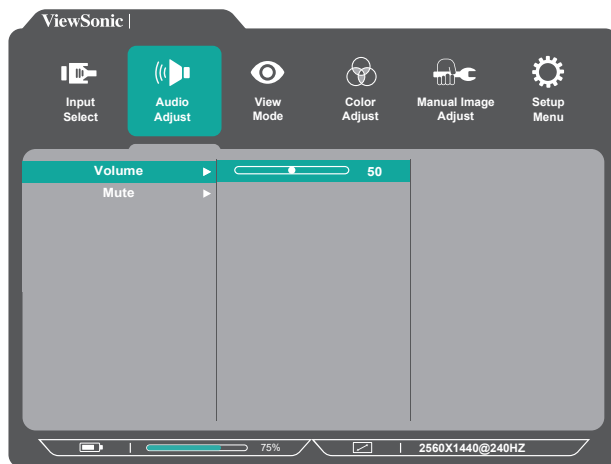 ViewSonic
Input
Select
Audio
Adjust
View
Mode
Color
Adjust
Manual Image
Adjust
Setup
Menu
Volume
50
Mute
75%
2560X1440@240HZ